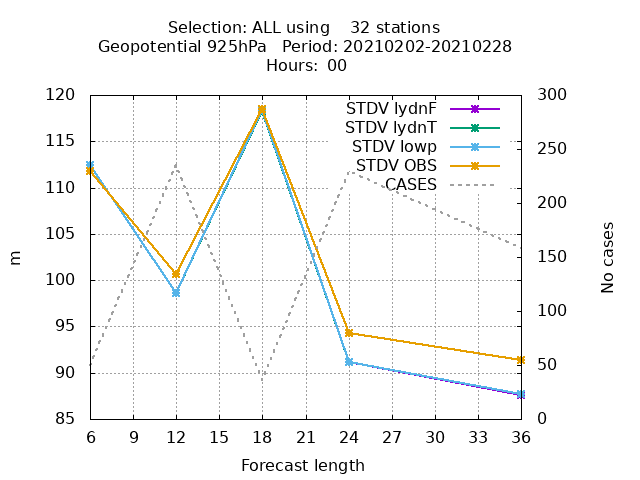 Selection: ALL using    32 stations
Geopotential 925hPa   Period: 20210202-20210228
Hours: 00
120
115
110
105
100
95
90
85
m
300
250
200
150
100
50
0
No cases
STDV IydnF
STDV IydnT
STDV lowp
STDV OBS
CASES
6 9 12 15 18 21 24 27 30 33 36
Forecast length